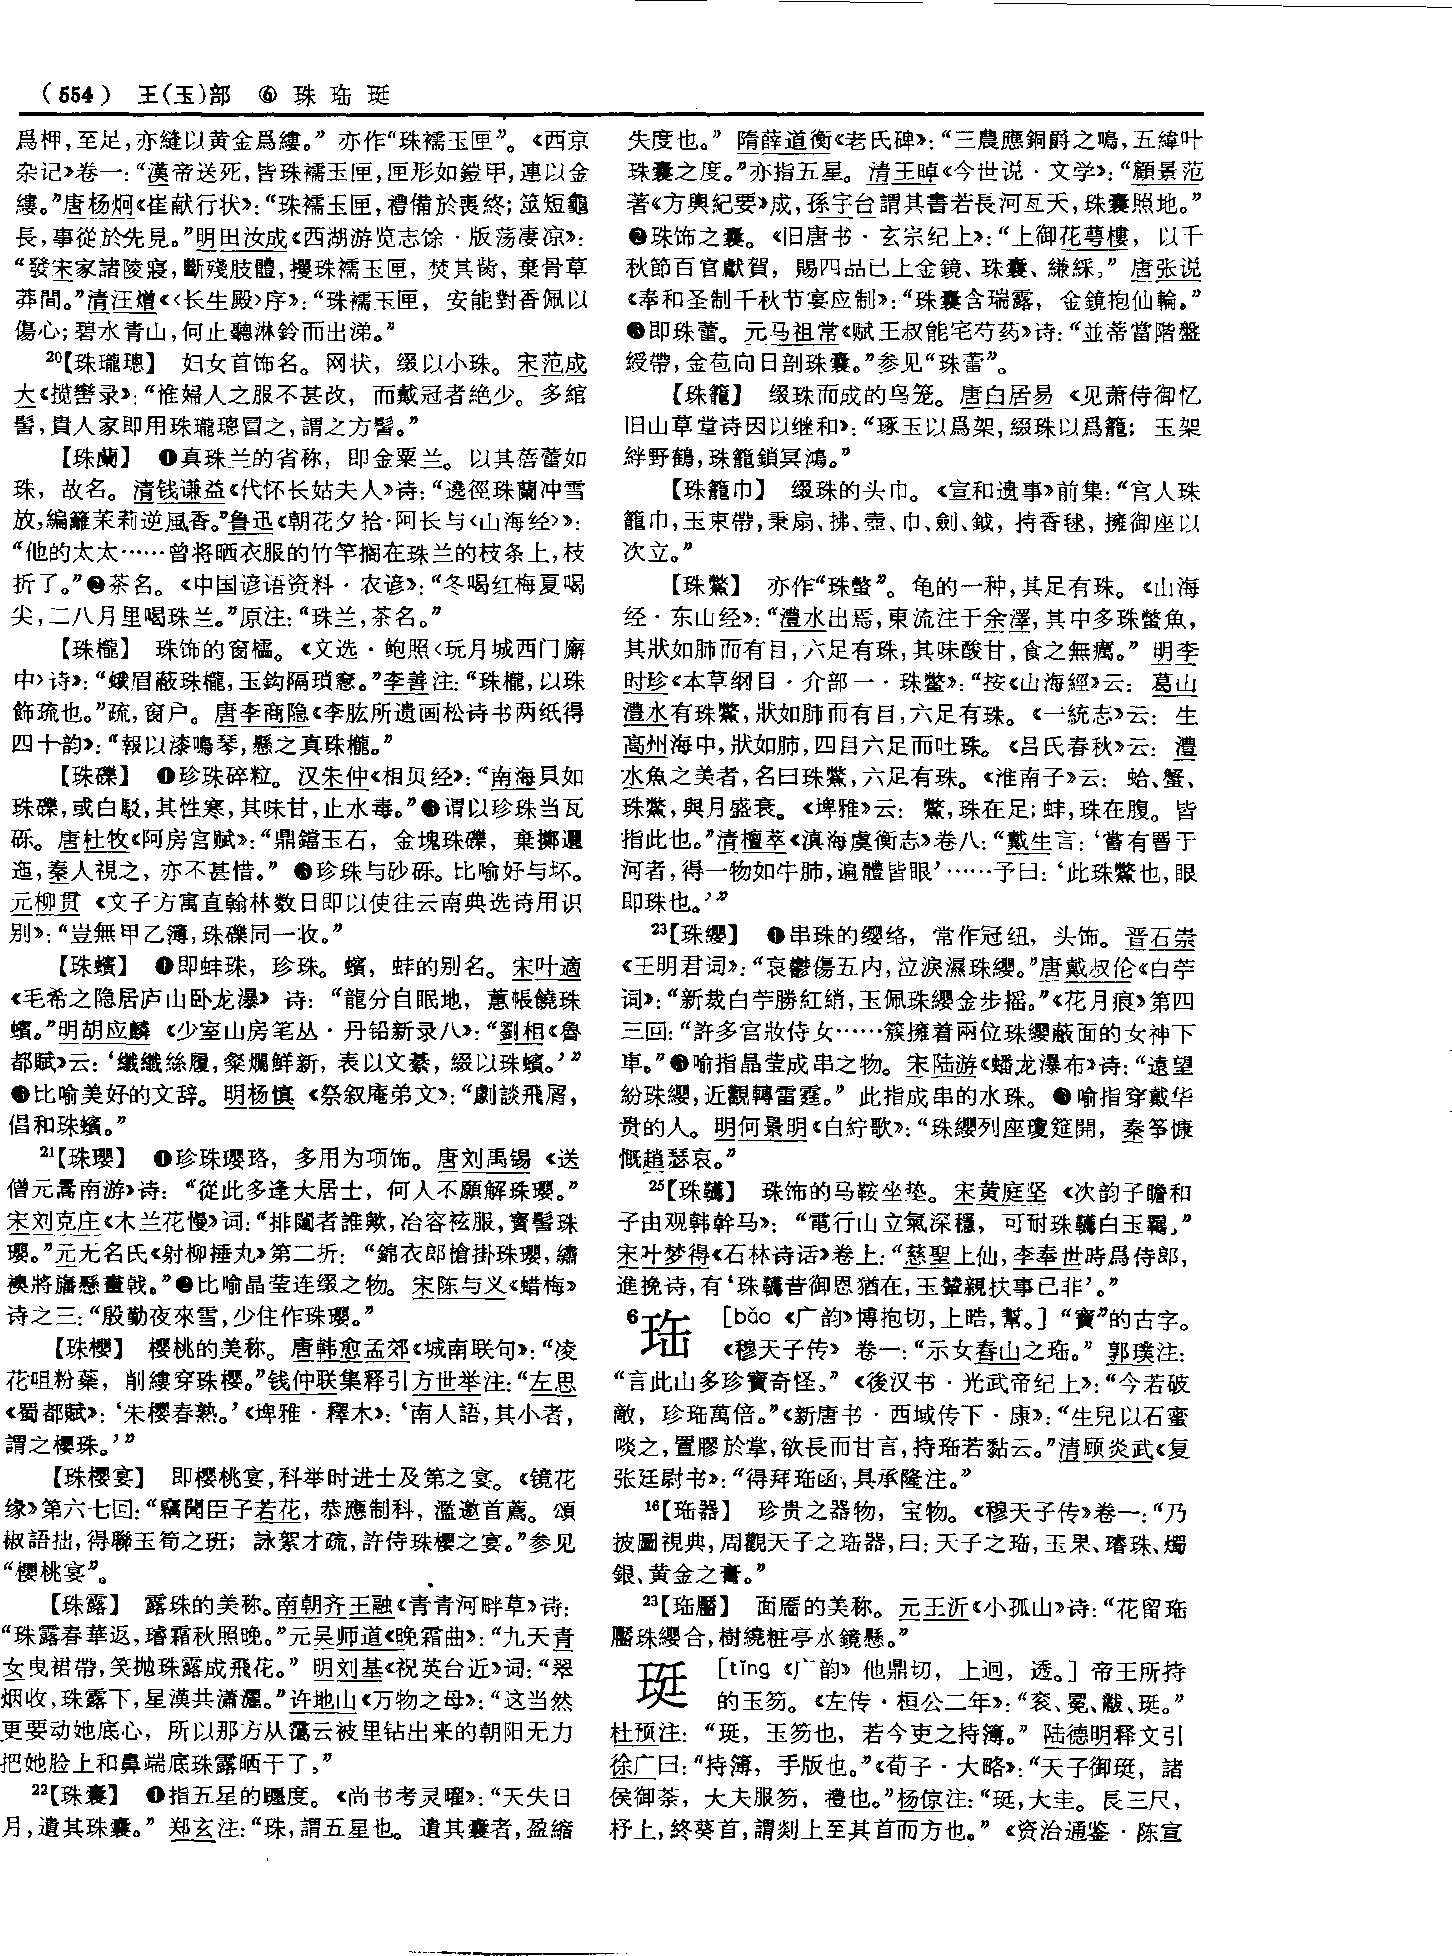 (554) 王(玉)部 ⑥ 珠珤珽
爲柙,至足,亦縫以黄金爲縷。”亦作“珠襦玉匣”。《西京
杂记》卷一:“漢帝送死,皆珠襦玉匣,匣形如鎧甲,連以金
縷。”唐杨炯《崔献行状》:“珠襦玉匣,禮備於喪終;筮短龜
長,事從於先見。”明田汝成《西湖游览志馀·版荡凄凉》:
“發宋家諸陵寢,斷殘肢體,攫珠襦玉匣,焚其胔,棄骨草
莽間。”清汪熷《〈长生殿〉序》:“珠襦玉匣,安能對香佩以
傷心;碧水青山,何止聽淋鈴而出涕。”
20【珠瓏璁】 妇女首饰名。网状,缀以小珠。宋范成
大《揽辔录》:“惟婦人之服不甚改,而戴冠者絶少。多綰
髻,貴人家即用珠瓏璁冒之,謂之方髻。”
【珠蘭】 ❶真珠兰的省称,即金粟兰。以其蓓蕾如
珠,故名。清钱谦益《代怀长姑夫人》诗:“遶徑珠蘭冲雪
放,編籬茉莉逆風香。”鲁迅《朝花夕拾·阿长与〈山海经〉》:
“他的太太……曾将晒衣服的竹竿搁在珠兰的枝条上,枝
折了。”❷茶名。《中国谚语资料·农谚》:“冬喝红梅夏喝
尖,二八月里喝珠兰。”原注:“珠兰,茶名。”
【珠櫳】 珠饰的窗櫺。《文选·鲍照〈玩月城西门廨
中〉诗》:“蛾眉蔽珠櫳,玉鈎隔瑣窻。”李善注:“珠櫳,以珠
飾疏也。”疏,窗户。唐李商隐《李肱所遗画松诗书两纸得
四十韵》:“報以漆鳴琴,懸之真珠櫳。”
【珠礫】 ❶珍珠碎粒。汉朱仲《相贝经》:“南海貝如
珠礫,或白駁,其性寒,其味甘,止水毒。”❷谓以珍珠当瓦
砾。唐杜牧《阿房宫赋》:“鼎鐺玉石,金塊珠礫,棄擲邐
迤,秦人視之,亦不甚惜。”❸珍珠与砂砾。比喻好与坏。
元柳贯《文子方寓直翰林数日即以使往云南典选诗用识
别》:“豈無甲乙簿,珠礫同一收。”
【珠蠙】 ❶即蚌珠,珍珠。蠙,蚌的别名。宋叶適
《毛希之隐居庐山卧龙瀑》诗:“龍分自眠地,蕙帳饒珠
蠙。”明胡应麟《少室山房笔丛·丹铅新录八》:“劉相《魯
都賦》云:‘纖纖絲履,粲爛鮮新,表以文綦,綴以珠蠙。’”
❷比喻美好的文辞。明杨慎《祭叙庵弟文》:“劇談飛屑,
倡和珠蠙。”
21【珠瓔】 ❶珍珠璎珞,多用为项饰。唐刘禹锡《送
僧元暠南游》诗:“從此多逢大居士,何人不願解珠瓔。”
宋刘克庄《木兰花慢》词:“排闥者誰歟,冶容袨服,寶髻珠
瓔。”元无名氏《射柳捶丸》第二折:“錦衣郎槍掛珠瓔,繡
襖將旛懸畫戟。”❷比喻晶莹连缀之物。宋陈与义《蜡梅》
诗之三:“殷勤夜來雪,少住作珠瓔。”
【珠樱】 樱桃的美称。唐韩愈孟郊《城南联句》:“凌
花咀粉蘂,削縷穿珠樱。”钱仲联集释引方世举注:“左思
《蜀都賦》:‘朱樱春熟。’《埤雅·釋木》:‘南人語,其小者,
謂之櫻珠。’”
【珠樱宴】 即樱桃宴,科举时进士及第之宴。《镜花
缘》第六七回:“竊聞臣子若花,恭應制科,濫邀首薦。頌
椒語拙,得聯玉筍之班;詠絮才疏,許侍珠櫻之宴。”参见
“樱桃宴”。
【珠露】 露珠的美称。南朝齐王融《青青河畔草》诗:
“珠露春華返,璿霜秋照晚。”元吴师道《晚霜曲》:“九天青
女曳裙帶,笑抛珠露成飛花。”明刘基《祝英台近》词:“翠
烟收,珠露下,星漢共瀟灑。”许地山《万物之母》:“这当然
更要动她底心,所以那方从蔼云被里钻出来的朝阳无力
把她脸上和鼻端底珠露晒干了。”
22【珠囊】 ❶指五星的躔度。《尚书考灵曜》:“天失日
月,遺其珠囊。”郑玄注:“珠,謂五星也。遺其囊者,盈縮
失度也。”隋薛道衡《老氏碑》:“三農應銅爵之鳴,五緯叶
珠囊之度。”亦指五星。清王晫《今世说·文学》:“顧景范
著《方輿紀要》成,孫宇台謂其書若長河亙天,珠囊照地。”
❷珠饰之囊。《旧唐书·玄宗纪上》:“上御花萼樓,以千
秋節百官獻賀,賜四品已上金鏡、珠囊、縑綵。”唐张说
《奉和圣制千秋节宴应制》:“珠囊含瑞露,金鏡抱仙輪。”
❸即珠蕾。元马祖常《赋王叔能宅芍药》诗:“並蒂當階盤
綬帶,金苞向日剖珠囊。”参见“珠蕾”。
【珠籠】 缀珠而成的鸟笼。唐白居易《见萧侍御忆
旧山草堂诗因以继和》:“琢玉以爲架,綴珠以爲籠;玉架
絆野鶴,珠籠鎖冥鴻。”
【珠籠巾】 缀珠的头巾。《宣和遗事》前集:“宫人珠
籠巾,玉束帶,秉扇、拂、壼、巾、劍、鉞,持香毬,擁御座以
次立。”
【珠鱉】 亦作“珠蟞”。龟的一种,其足有珠。《山海
经·东山经》:“澧水出焉,東流注于余澤,其中多珠蟞魚,
其狀如肺而有目,六足有珠,其味酸甘,食之無癘。”明李
时珍《本草纲目·介部一·珠鳖》:“按《山海經》云:葛山
澧水有珠鱉,狀如肺而有目,六足有珠。《一統志》云:生
高州海中,狀如肺,四目六足而吐珠。《吕氏春秋》云:澧
水魚之美者,名曰珠鱉,六足有珠。《淮南子》云:蛤、蟹、
珠鱉,與月盛衰。《埤雅》云:鱉,珠在足;蚌,珠在腹。皆
指此也。”清檀萃《滇海虞衡志》卷八:“戴生言:‘嘗有罾于
河者,得一物如牛肺,遍體皆眼’……予曰:‘此珠鱉也,眼
即珠也。’”
23【珠缨】 ❶串珠的缨络,常作冠纽,头饰。晋石崇
《王明君词》:“哀鬱傷五内,泣淚濕珠纓。”唐戴叔伦《白苧
词》:“新裁白苧勝紅綃,玉佩珠纓金步摇。”《花月痕》第四
三回:“許多宫妝侍女……簇擁着兩位珠纓蔽面的女神下
車。”❷喻指晶莹成串之物。宋陆游《蟠龙瀑布》诗:“遠望
紛珠纓,近觀轉雷霆。”此指成串的水珠。❸喻指穿戴华
贵的人。明何景明《白紵歌》:“珠纓列座瓊筵開,秦筝慷
慨趙瑟哀。”
25【珠韉】 珠饰的马鞍坐垫。宋黄庭坚《次韵子瞻和
子由观韩幹马》:“電行山立氣深穩,可耐珠韉白玉羈。”
宋叶梦得《石林诗话》卷上:“慈聖上仙,李奉世時爲侍郎,
進挽诗,有‘珠韉昔御恩猶在,玉輦親扶事已非’。”
6珤 [bǎo《广韵》博抱切,上晧,幫。]“寶”的古字。
《穆天子传》卷一:“示女舂山之珤。”郭璞注:
“言此山多珍寶奇怪。”《後汉书·光武帝纪上》:“今若破
敵,珍珤萬倍。”《新唐书·西域传下·康》:“生兒以石蜜
啖之,置膠於掌,欲長而甘言,持珤若黏云。”清顾炎武《复
张廷尉书》:“得拜珤函,具承隆注。”
16【珤器】 珍贵之器物,宝物。《穆天子传》卷一:“乃
披圖視典,周觀天子之珤器,曰:天子之珤,玉果、璿珠、燭
銀、黄金之膏。”
23【珤靨】 面靥的美称。元王沂《小孤山》诗:“花留珤
靨珠纓合,樹繞粧亭水鏡懸。”
珽 [tǐng《广韵》他鼎切,上迥,透。]帝王所持
的玉笏。《左传·桓公二年》:“衮、冕、黻、珽。”
杜预注:“珽,玉笏也,若今吏之持簿。”陆德明释文引
徐广曰:“持簿,手版也。”《荀子·大略》:“天子御珽,諸
侯御荼,大夫服笏,禮也。”杨倞注:“珽,大圭。長三尺,
杼上,終葵首,謂剡上至其首而方也。”《资治通鉴·陈宣